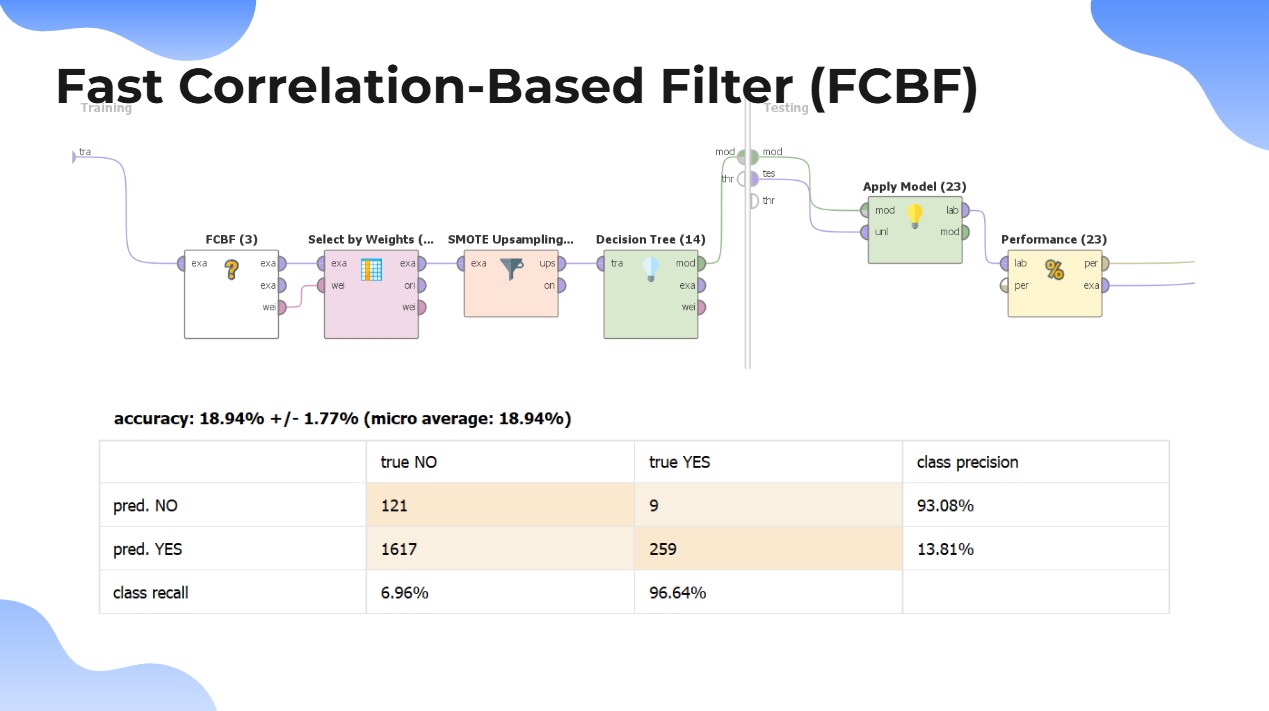 Fast Correlation-Based Filter (FCBF)
Training
Testing
tra
mod
mod
thr
tes
thr
FCBF (3)
exa
exa
exa
wei
Select by Weights (...
exa
exa
wei
ori
wei
SMOTE Upsampling...
exa
ups
ori
Decision Tree (14)
tra
mod
exa
wei
Apply Model (23)
mod
lab
unl
mod
Performance (23)
lab
per
per
exa
accuracy: 18.94% +/- 1.77% (micro average: 18.94%)
true NO true YES class precision
pred. NO 121 9 93.08%
pred. YES 1617 259 13.81%
class recall 6.96% 96.64%